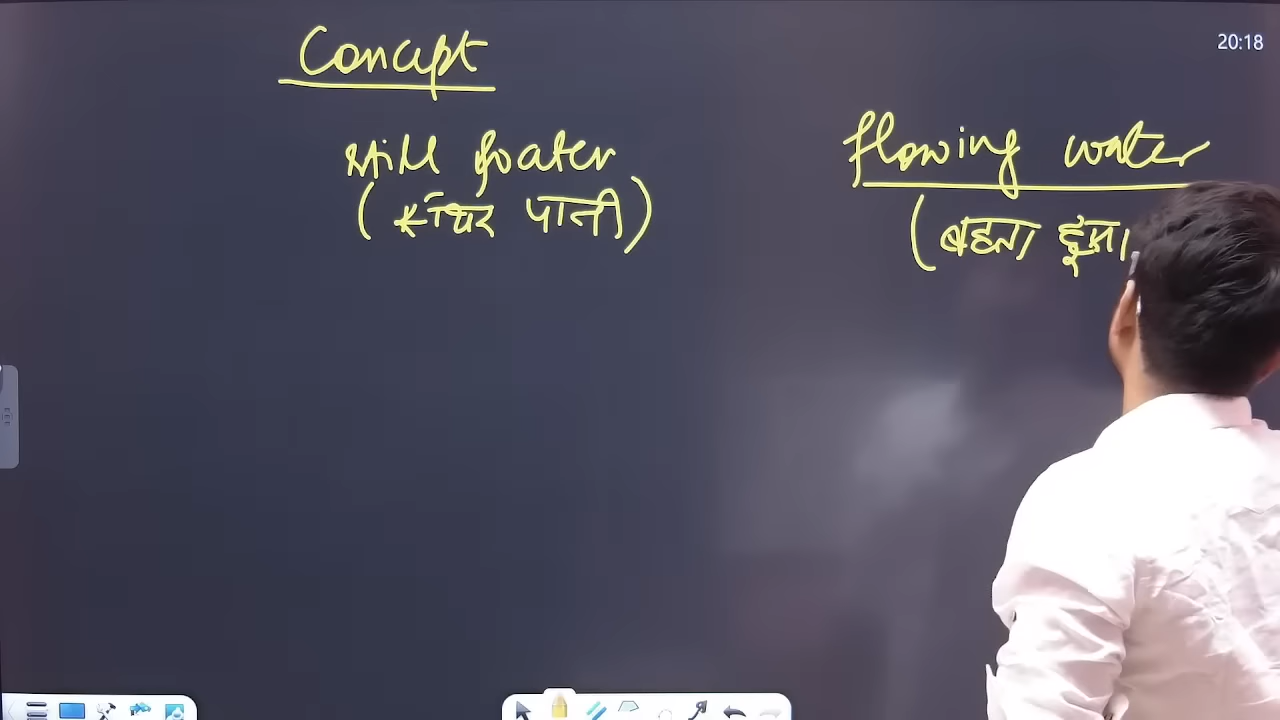 20:18
Concept
still water
(स्थिर पानी)
flowing water
(बहता हुआ